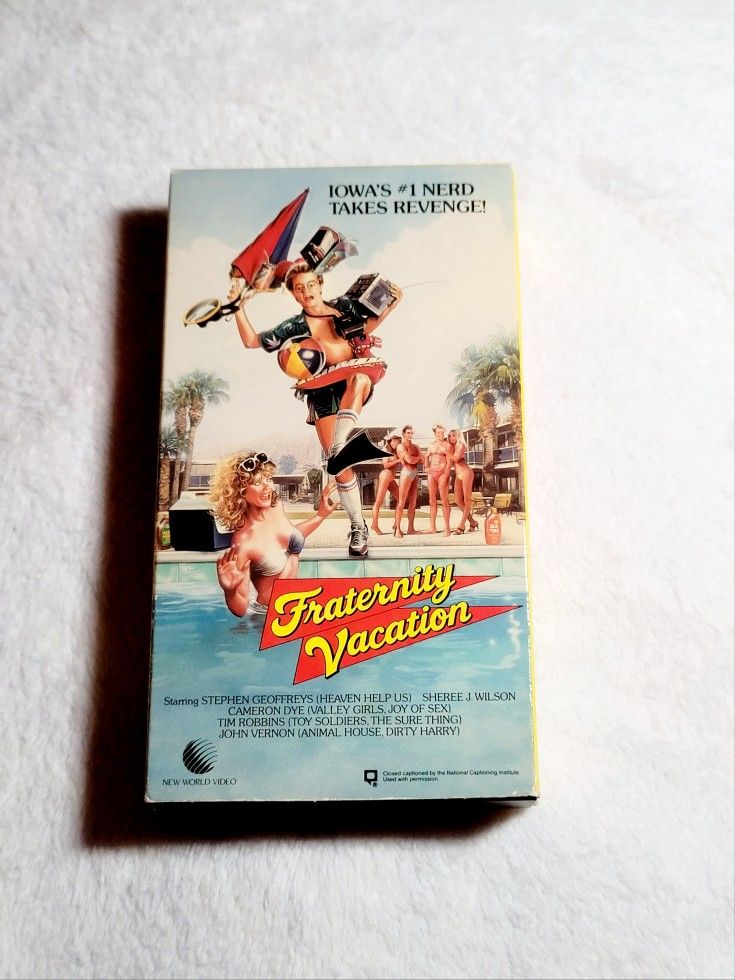 IOWA'S #1 NERD
TAKES REVENGE!
Fraternity
Vacation
Starring STEPHEN GEOFFREYS (HEAVEN HELP US) SHEREE J. WILSON
CAMERON DYE (VALLEY GIRLS, JOY OF SEX)
TIM ROBBINS (TOY SOLDIERS, THE SURE THING)
JOHN VERNON (ANIMAL HOUSE, DIRTY HARRY)
NEW WORLD VIDEO
Closed captioned by the National Captioning Institute.
Used with permission.